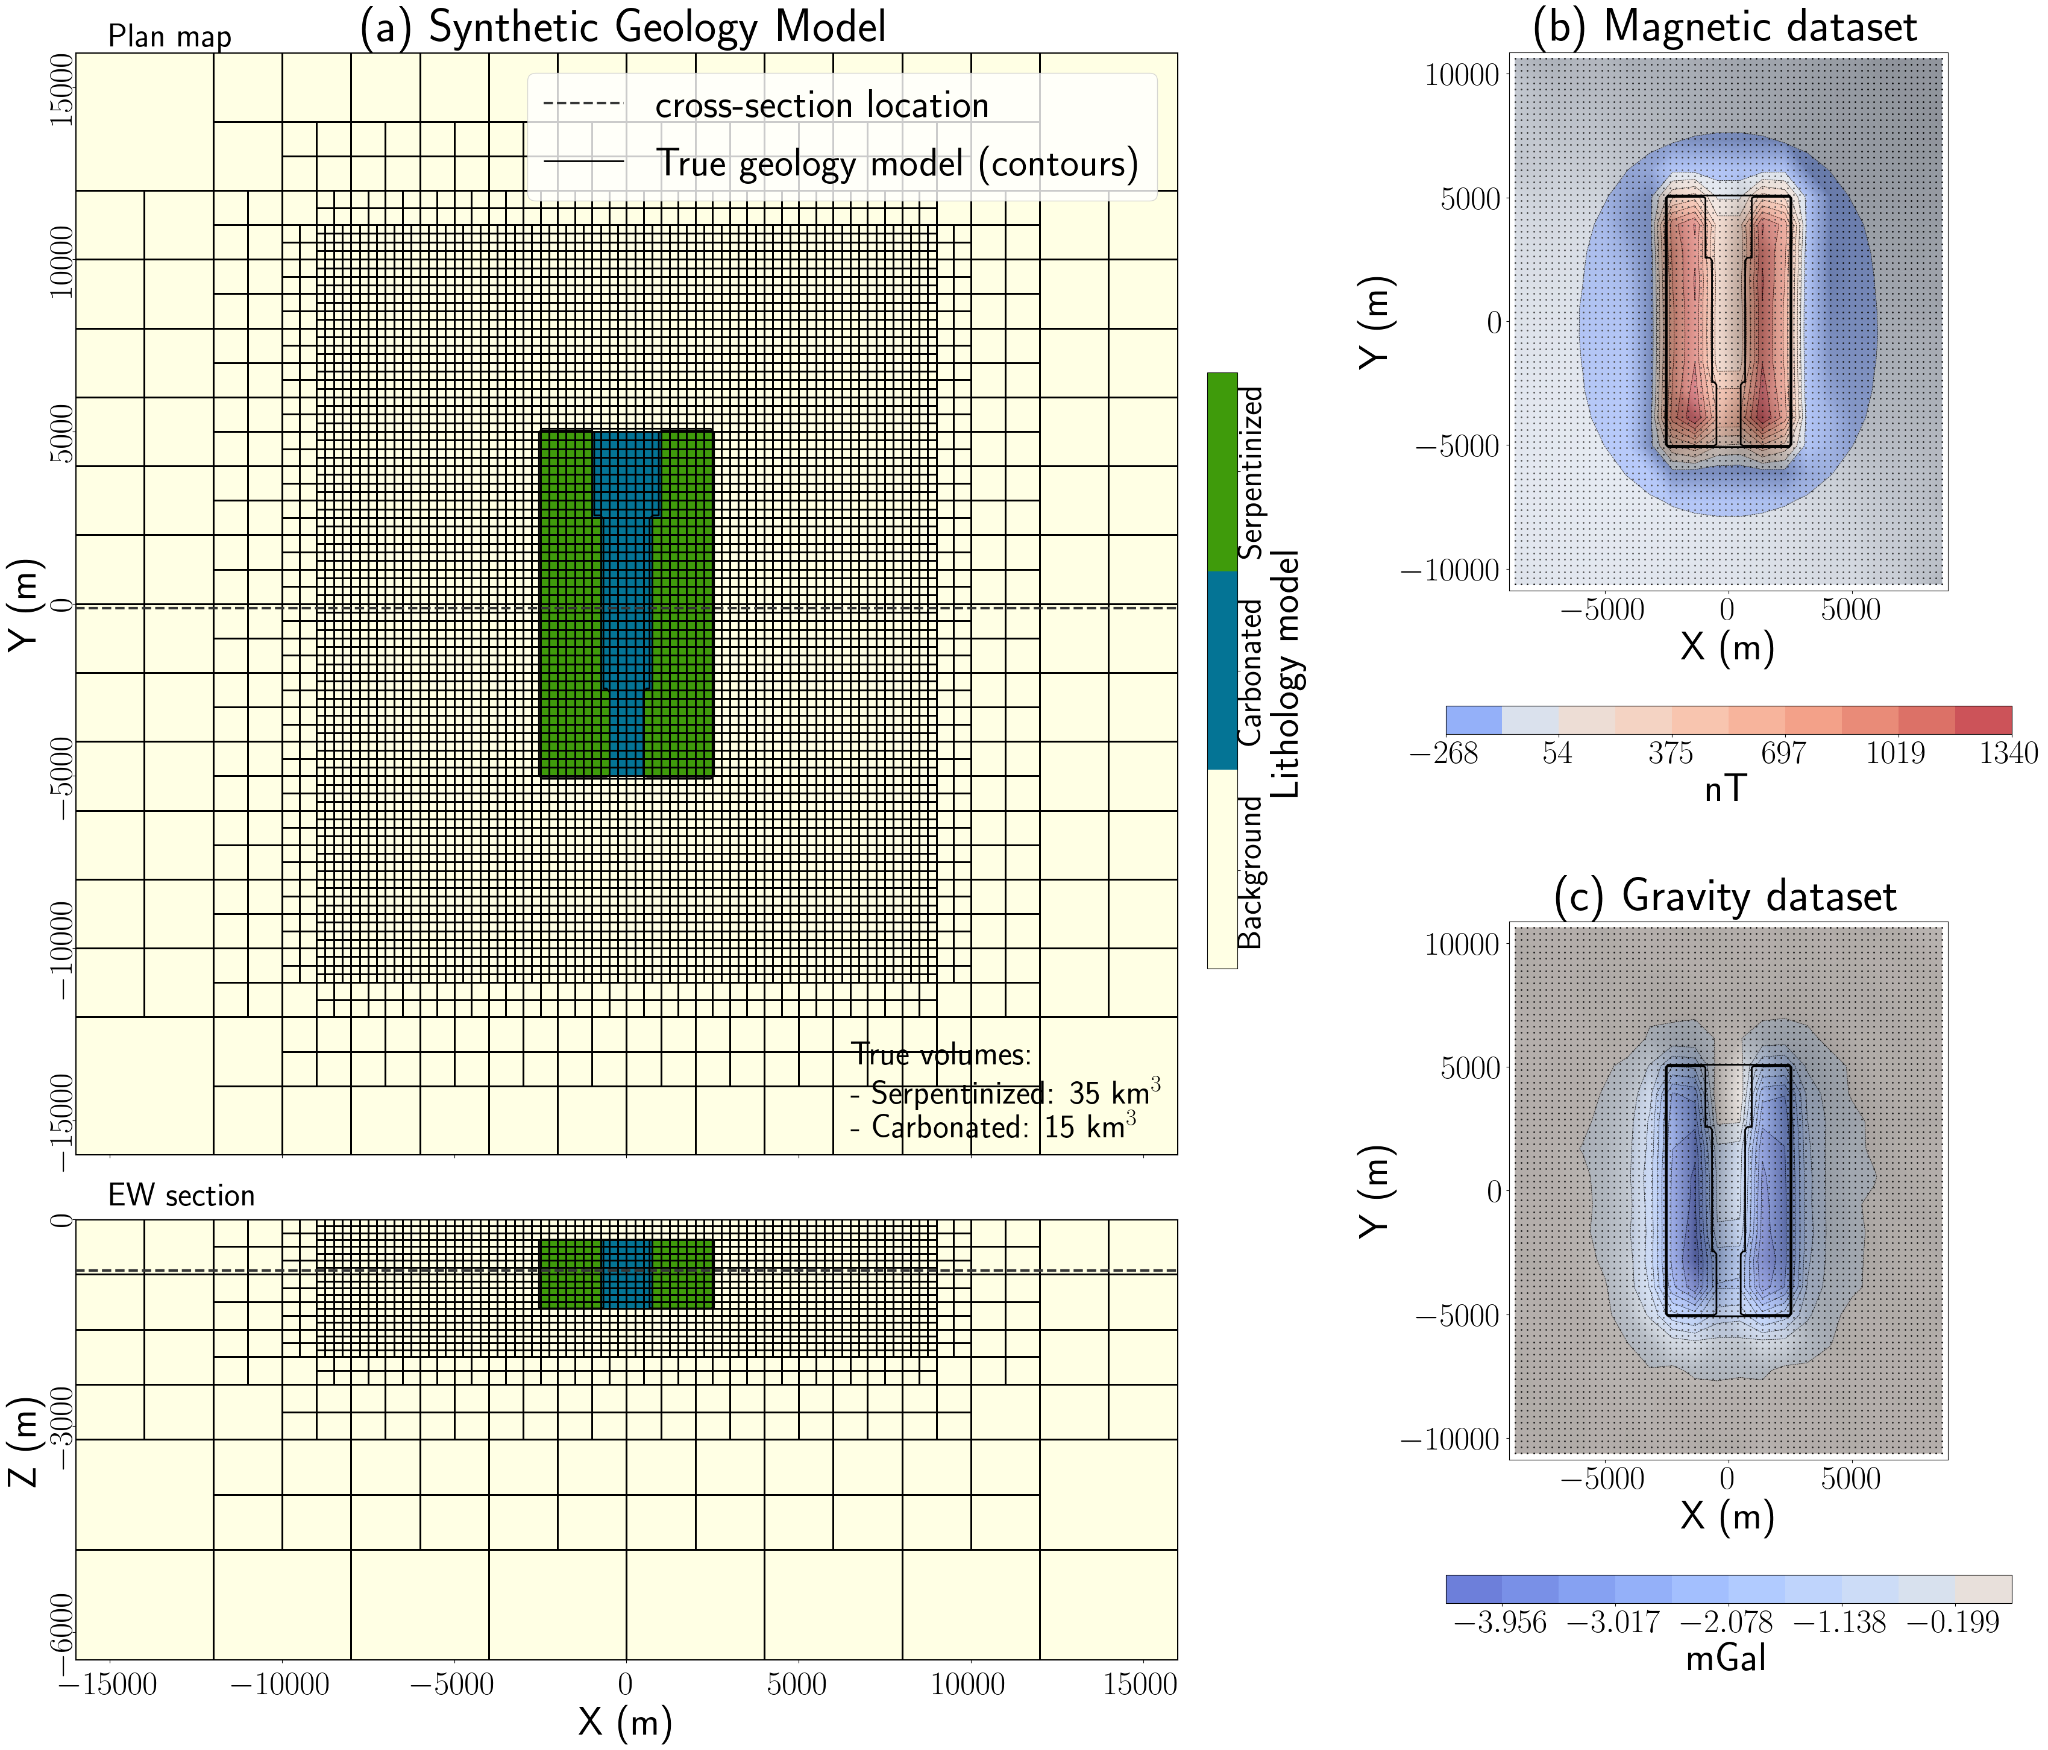 (a) Synthetic Geology Model
Plan map
cross-section location
True geology model (contours)
15000
10000
5000
0
−5000
−10000
−15000
Y (m)
True volumes:
- Serpentinized: 35 km³
- Carbonated: 15 km³
EW section
0
−3000
−6000
Z (m)
−15000
−10000
−5000
0
5000
10000
15000
X (m)
Serpentinized
Carbonated
Background
Lithology model
(b) Magnetic dataset
10000
5000
0
−5000
−10000
Y (m)
−5000
0
5000
X (m)
−268
54
375
697
1019
1340
nT
(c) Gravity dataset
10000
5000
0
−5000
−10000
Y (m)
−5000
0
5000
X (m)
−3.956
−3.017
−2.078
−1.138
−0.199
mGal